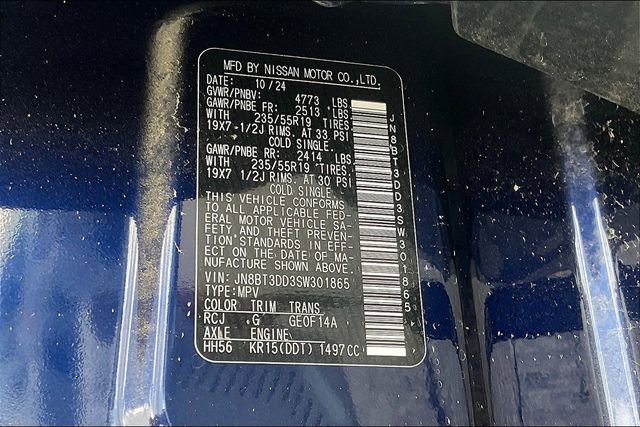 MFD BY NISSAN MOTOR CO.,LTD.
DATE: 10/24
GVWR/PNBV: 4773 LBS
GAWR/PNBE FR: 2513 LBS
WITH 235/55R19 TIRES,
19X7-1/2J RIMS. AT 33 PSI
COLD SINGLE.
GAWR/PNBE RR: 2414 LBS
WITH 235/55R19 TIRES,
19X7 1/2J RIMS. AT 30 PSI
COLD SINGLE.
THIS VEHICLE CONFORMS
TO ALL APPLICABLE FED-
ERAL MOTOR VEHICLE SA-
FETY AND THEFT PREVEN-
TION STANDARDS IN EFF-
ECT ON THE DATE OF MA-
NUFACTURE SHOWN ABOVE.
VIN: JN8BT3DD3SW301865
TYPE:MPV
COLOR TRIM TRANS
RCJ G GE0F14A
AXLE ENGINE
HH56 KR15(DDT) 1497CC
JN8BT3DD3SW301865